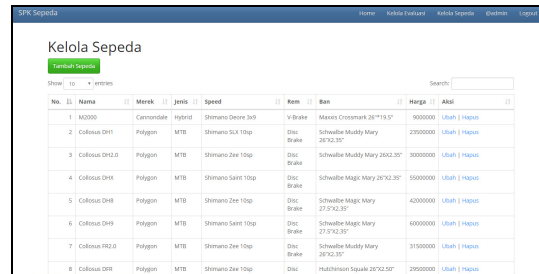 SPK Sepeda Home Kelola Evaluasi Kelola Sepeda @admin Logout
Kelola Sepeda
Tambah Sepeda
Show 10 entries Search:
No. Nama Merek Jenis Speed Rem Ban Harga Aksi
1 M2000 Cannondale Hybrid Shimano Deore 3x9 V-Brake Maxxis Crossmark 26"*19.5" 9000000 Ubah | Hapus
2 Collosus DH1 Polygon MTB Shimano SLX 10sp Disc Brake Schwalbe Muddy Mary 26"X2.35" 23500000 Ubah | Hapus
3 Collosus DH2.0 Polygon MTB Shimano Zee 10sp Disc Brake Schwalbe Muddy Mary 26X2.35" 30000000 Ubah | Hapus
4 Collosus DHX Polygon MTB Shimano Saint 10sp Disc Brake Schwalbe Magic Mary 26"X2.35" 55000000 Ubah | Hapus
5 Collosus DH8 Polygon MTB Shimano Zee 10sp Disc Brake Schwalbe Magic Mary 27.5"X2.35" 42000000 Ubah | Hapus
6 Collosus DH9 Polygon MTB Shimano Saint 10sp Disc Brake Schwalbe Magic Mary 27.5"X2.35" 60000000 Ubah | Hapus
7 Collosus FR2.0 Polygon MTB Shimano Zee 10sp Disc Brake Schwalbe Muddy Mary 26"X2.35" 31500000 Ubah | Hapus
8 Collosus DFR Polygon MTB Shimano Zee 10sp Disc Hutchinson Squale 26"X2.50" 29500000 Ubah | Hapus